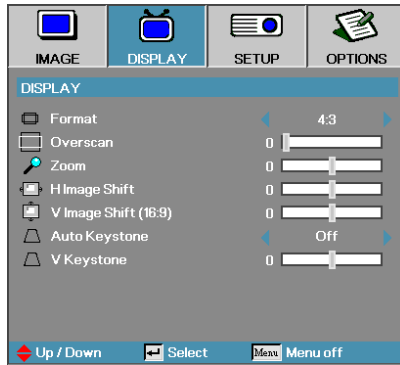 IMAGE DISPLAY SETUP OPTIONS
DISPLAY
Format 4:3
Overscan 0
Zoom 0
H Image Shift 0
V Image Shift (16:9) 0
Auto Keystone Off
V Keystone 0
Up / Down Select Menu Menu off